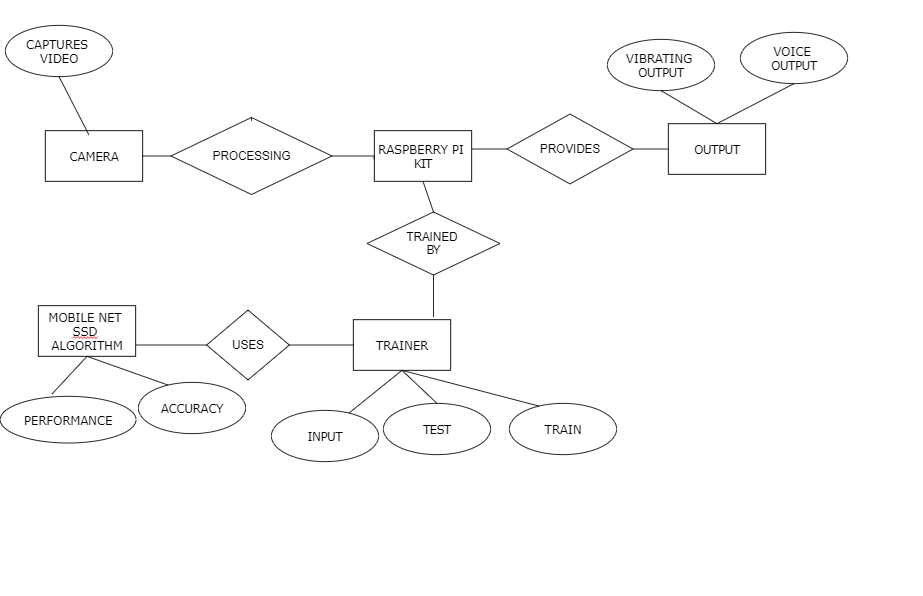 CAPTURES
VIDEO
VIBRATING
OUTPUT
VOICE
OUTPUT
CAMERA
PROCESSING
RASPBERRY PI
KIT
PROVIDES
OUTPUT
TRAINED
BY
MOBILE NET
SSD
ALGORITHM
USES
TRAINER
PERFORMANCE
ACCURACY
INPUT
TEST
TRAIN